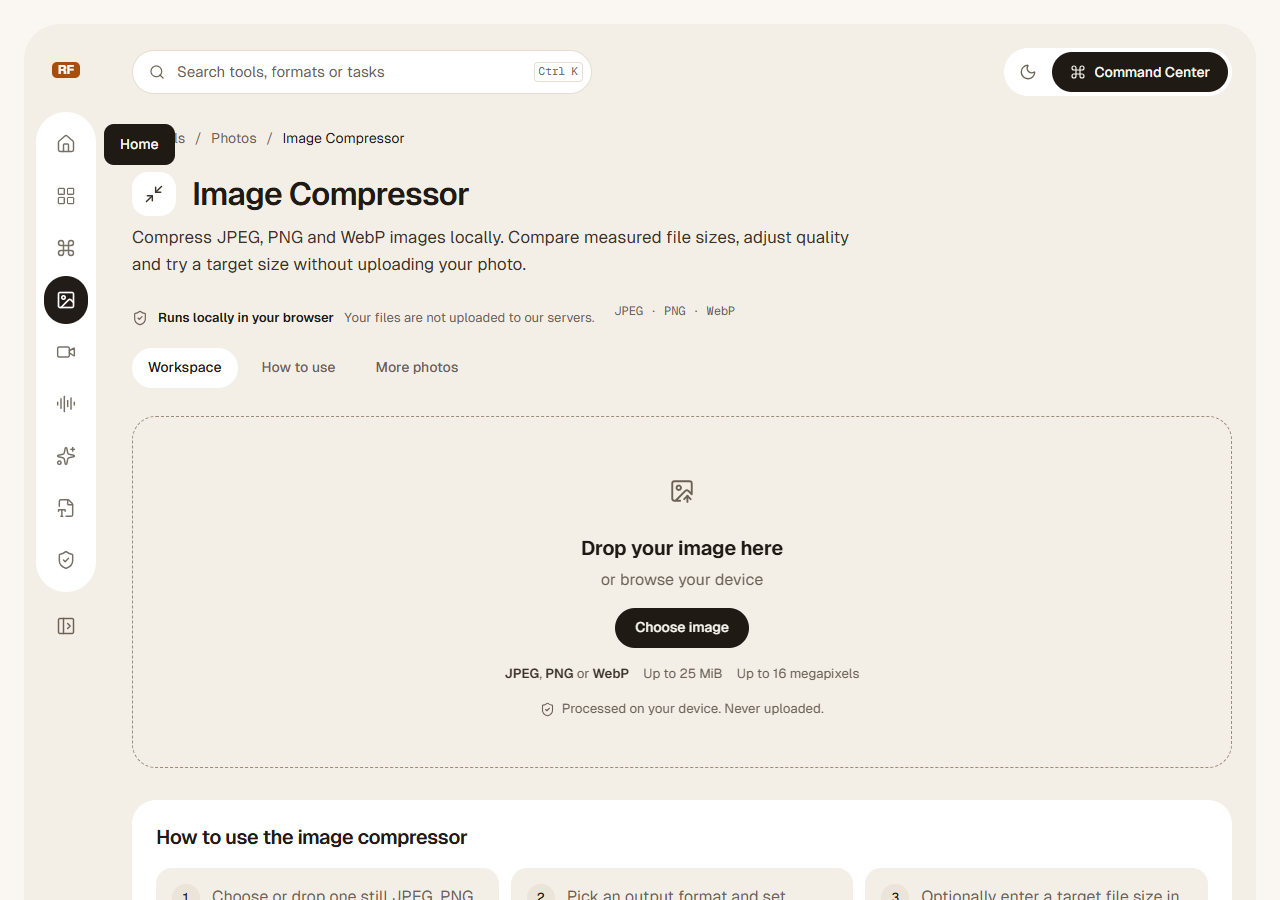 RF
Search tools, formats or tasks
Ctrl K
Command Center
Home
/ Photos / Image Compressor
Image Compressor
Compress JPEG, PNG and WebP images locally. Compare measured file sizes, adjust quality
and try a target size without uploading your photo.
Runs locally in your browser Your files are not uploaded to our servers. JPEG · PNG · WebP
Workspace How to use More photos
Drop your image here
or browse your device
Choose image
JPEG, PNG or WebP Up to 25 MiB Up to 16 megapixels
Processed on your device. Never uploaded.
How to use the image compressor
1 Choose or drop one still JPEG, PNG
2 Pick an output format and set
3 Optionally enter a target file size in